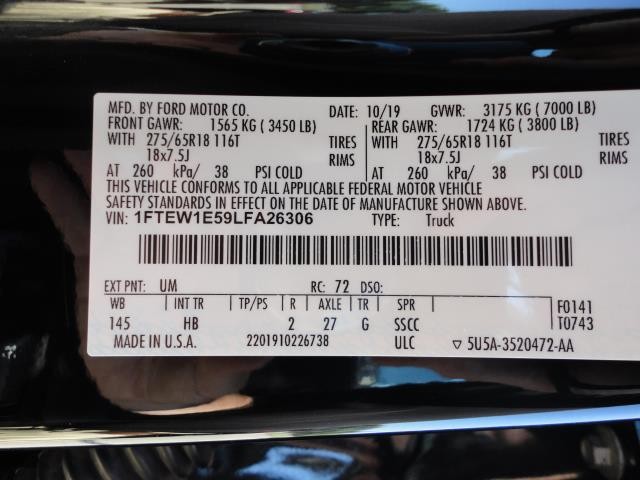 MFD. BY FORD MOTOR CO. DATE: 10/19 GVWR: 3175 KG ( 7000 LB)
FRONT GAWR: 1565 KG ( 3450 LB) REAR GAWR: 1724 KG ( 3800 LB)
WITH 275/65R18 116T TIRES WITH 275/65R18 116T TIRES
18x7.5J RIMS 18x7.5J RIMS
AT 260 kPa/ 38 PSI COLD AT 260 kPa/ 38 PSI COLD
THIS VEHICLE CONFORMS TO ALL APPLICABLE FEDERAL MOTOR VEHICLE
SAFETY STANDARDS IN EFFECT ON THE DATE OF MANUFACTURE SHOWN ABOVE.
VIN: 1FTEW1E59LFA26306 TYPE: Truck
EXT PNT: UM RC: 72 DSO:
WB INT TR TP/PS R AXLE TR SPR F0141
145 HB 2 27 G SSCC T0743
MADE IN U.S.A. 2201910226738 ULC ▽ 5U5A-3520472-AA